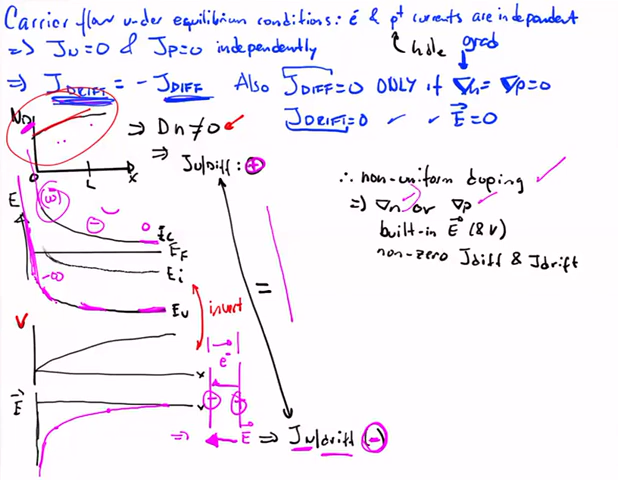 Carrier flow under equilibrium conditions: e⁻ & p⁺ currents are independent
⇒ JN=0 & JP=0 independently
hole
grad
⇒ JDRIFT = -JDIFF Also JDIFF=0 ONLY if ∇n=∇p=0
JDRIFT=0 ✓ ✓ E⃗=0
ND
⇒ Dn≠0
⇒ JN|Diff: +
0 L x
∴ non-uniform doping ✓
⇒ ∇n or ∇p
built-in E⃗ (& V)
non-zero Jdiff & Jdrift
E
Ec
EF
Ei
-∞
Ev
invert
=
V
x
e⁻
E⃗
⇒ ← E⃗ ⇒ JN|drift (-)